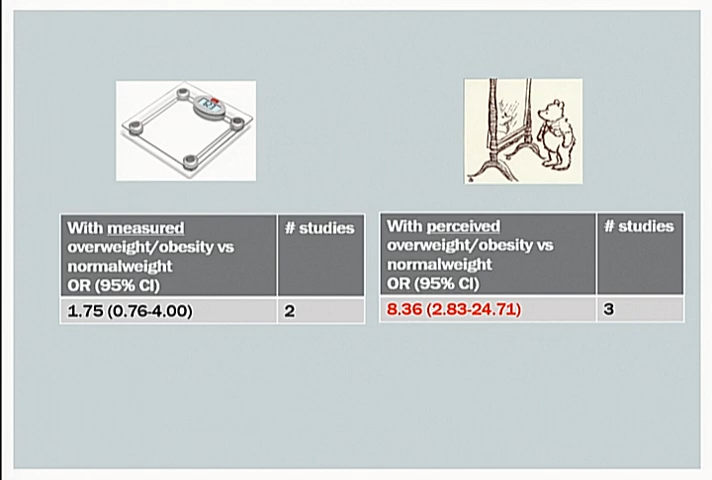 With measured
overweight/obesity vs
normalweight
OR (95% CI)
# studies
1.75 (0.76-4.00)
2
With perceived
overweight/obesity vs
normalweight
OR (95% CI)
# studies
8.36 (2.83-24.71)
3